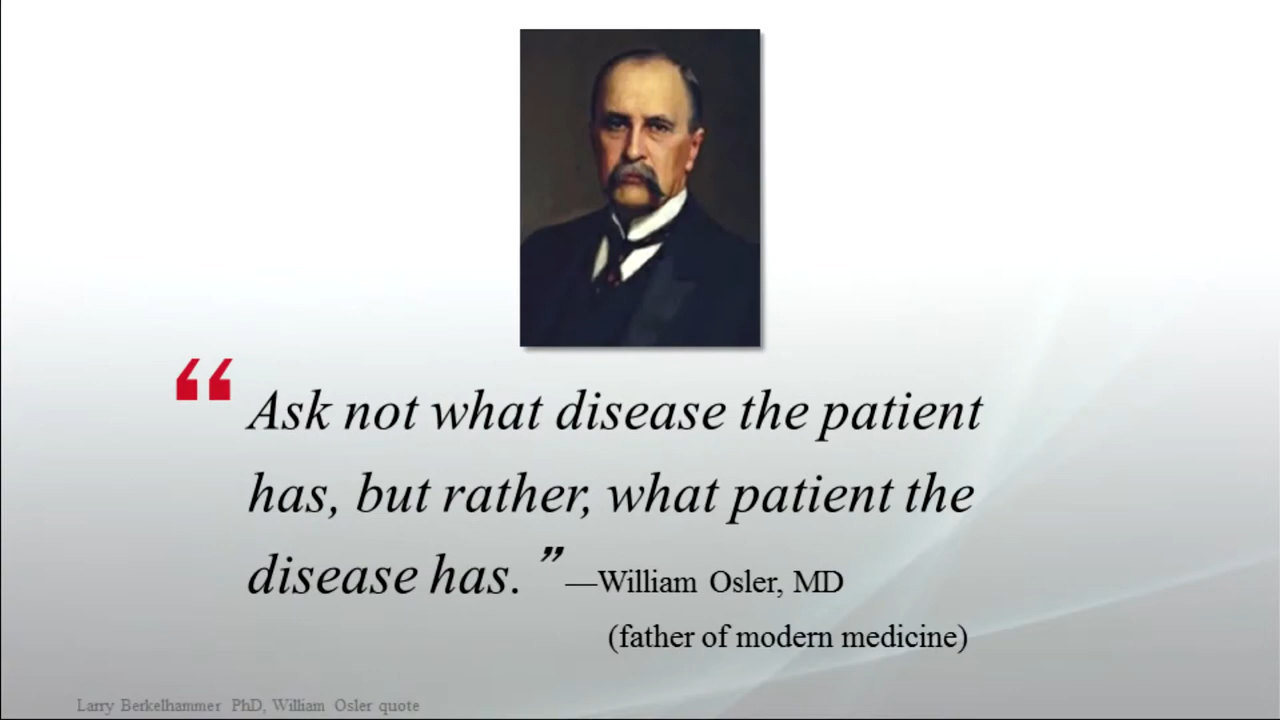 “ Ask not what disease the patient
has, but rather, what patient the
disease has. ” —William Osler, MD
(father of modern medicine)
Larry Berkelhammer PhD, William Osler quote